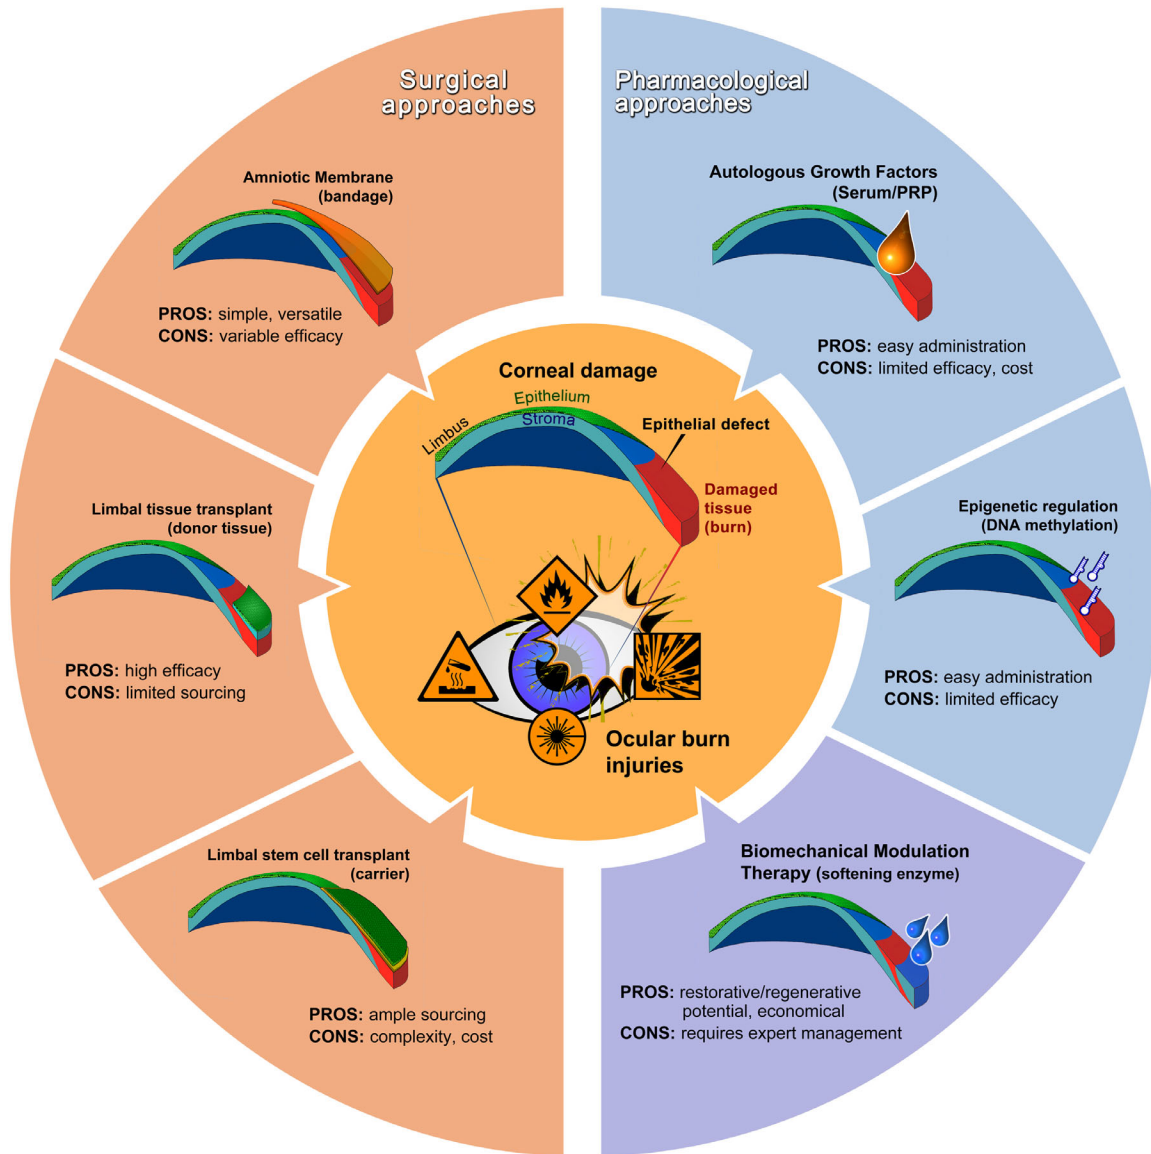 Surgical
approaches
Pharmacological
approaches
Amniotic Membrane
(bandage)
PROS: simple, versatile
CONS: variable efficacy
Autologous Growth Factors
(Serum/PRP)
PROS: easy administration
CONS: limited efficacy, cost
Corneal damage
Epithelium
Stroma
Limbus
Epithelial defect
Damaged
tissue
(burn)
Ocular burn
injuries
Limbal tissue transplant
(donor tissue)
PROS: high efficacy
CONS: limited sourcing
Epigenetic regulation
(DNA methylation)
PROS: easy administration
CONS: limited efficacy
Limbal stem cell transplant
(carrier)
PROS: ample sourcing
CONS: complexity, cost
Biomechanical Modulation
Therapy (softening enzyme)
PROS: restorative/regenerative
potential, economical
CONS: requires expert management